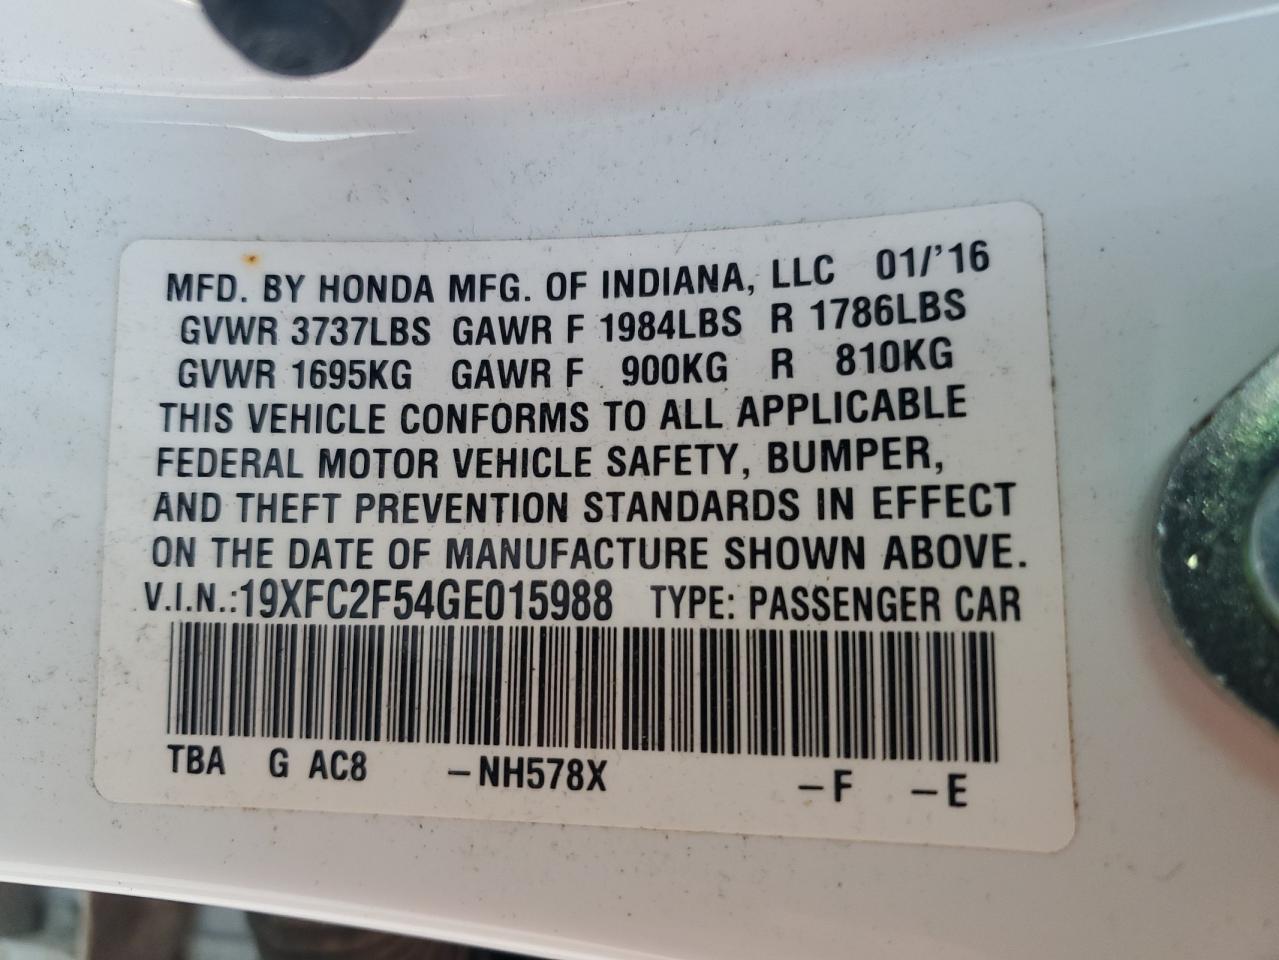 MFD. BY HONDA MFG. OF INDIANA, LLC 01/'16
GVWR 3737LBS GAWR F 1984LBS R 1786LBS
GVWR 1695KG GAWR F 900KG R 810KG
THIS VEHICLE CONFORMS TO ALL APPLICABLE
FEDERAL MOTOR VEHICLE SAFETY, BUMPER,
AND THEFT PREVENTION STANDARDS IN EFFECT
ON THE DATE OF MANUFACTURE SHOWN ABOVE.
V.I.N.:19XFC2F54GE015988 TYPE: PASSENGER CAR
TBA G AC8 –NH578X –F –E